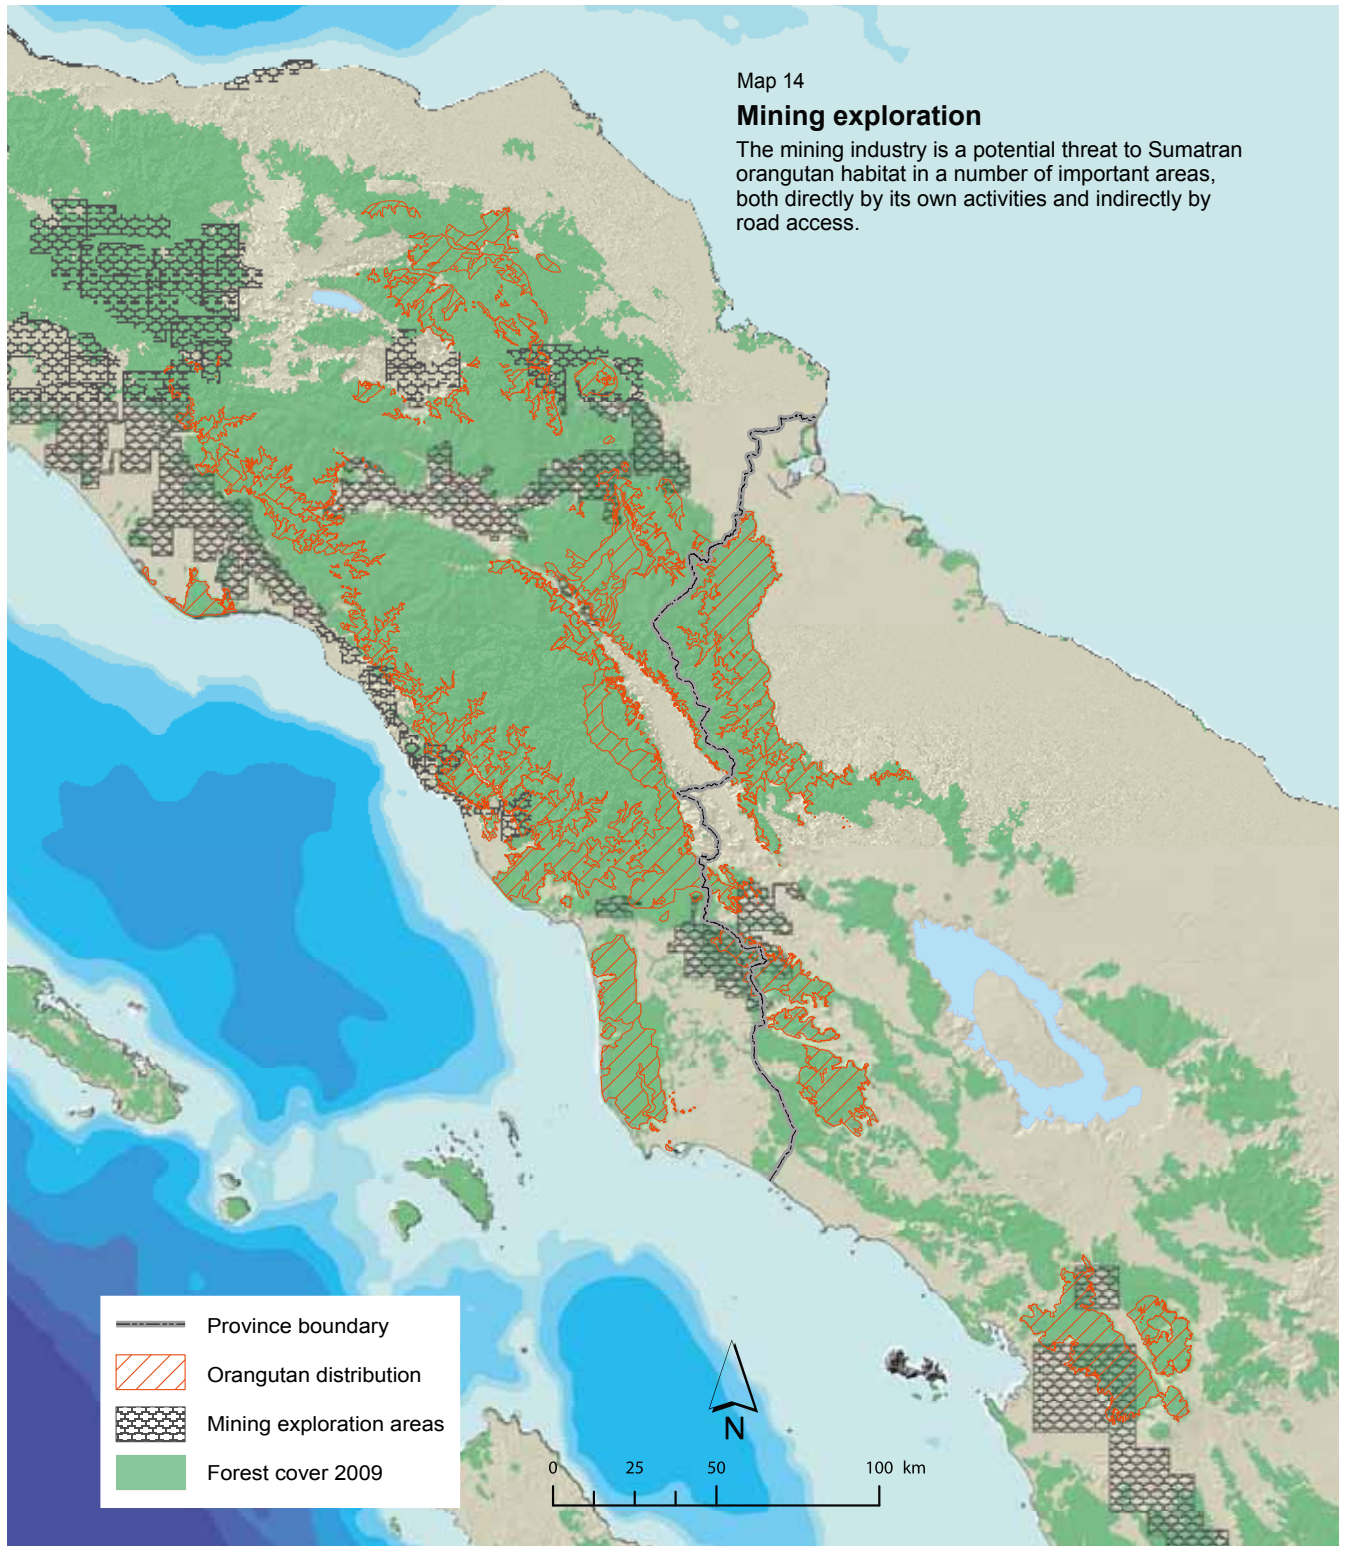 Map 14
Mining exploration
The mining industry is a potential threat to Sumatran
orangutan habitat in a number of important areas,
both directly by its own activities and indirectly by
road access.
Province boundary
Orangutan distribution
Mining exploration areas
Forest cover 2009
N
0 25 50 100 km